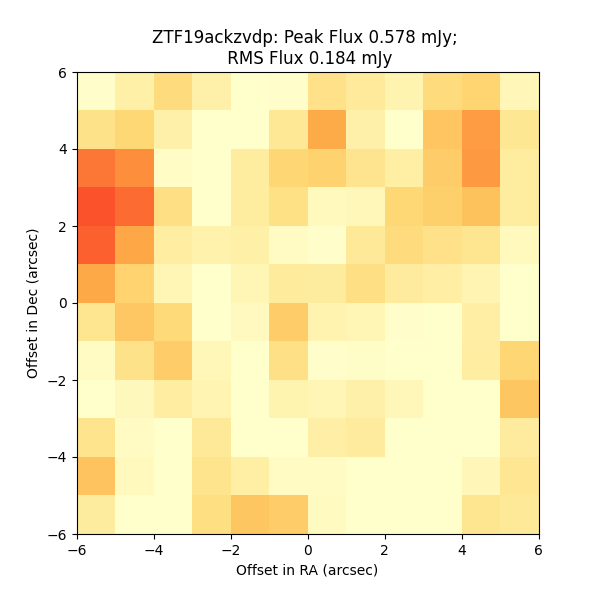 ZTF19ackzvdp: Peak Flux 0.578 mJy;
RMS Flux 0.184 mJy
6
4
2
0
−2
−4
−6
Offset in Dec (arcsec)
−6 −4 −2 0 2 4 6
Offset in RA (arcsec)